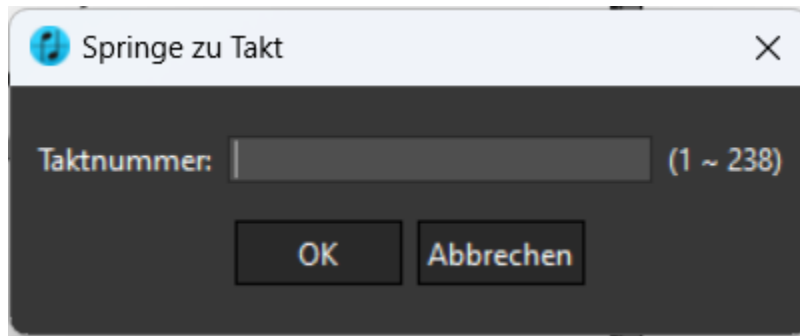 Springe zu Takt
Taktnummer: (1 ~ 238)
OK Abbrechen